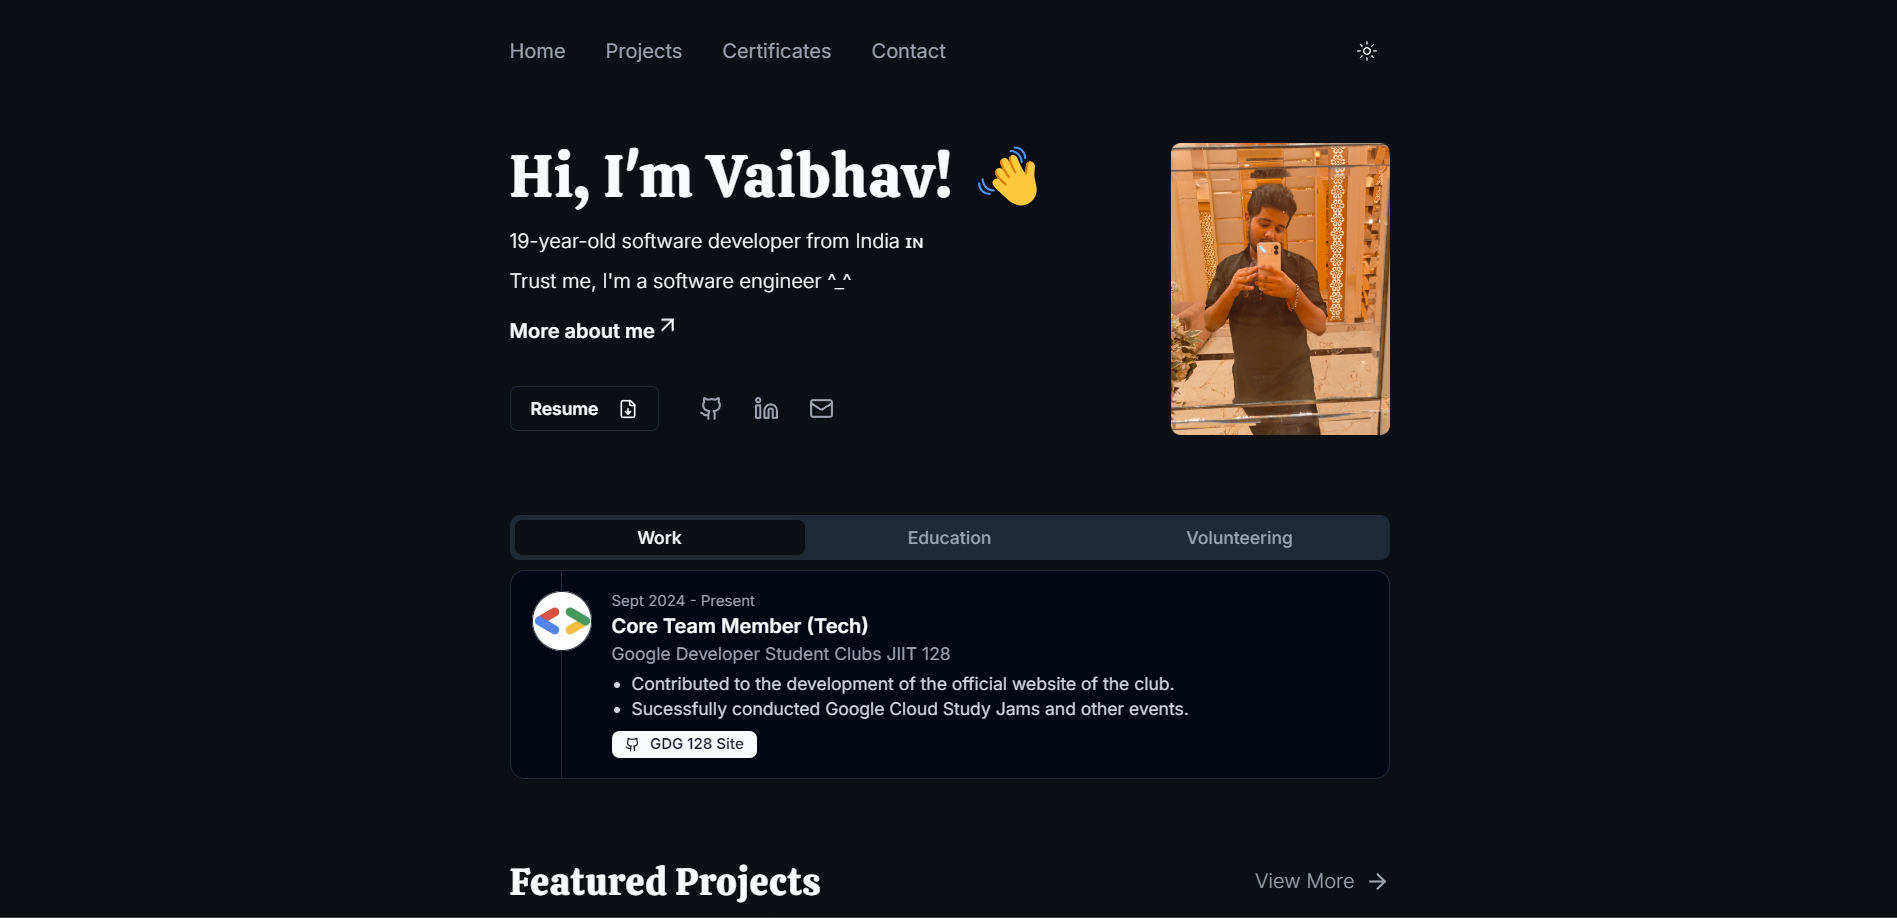 Home Projects Certificates Contact
Hi, I'm Vaibhav! 👋
19-year-old software developer from India IN
Trust me, I'm a software engineer ^_^
More about me
Resume
Work Education Volunteering
Sept 2024 - Present
Core Team Member (Tech)
Google Developer Student Clubs JIIT 128
• Contributed to the development of the official website of the club.
• Sucessfully conducted Google Cloud Study Jams and other events.
GDG 128 Site
Featured Projects
View More →